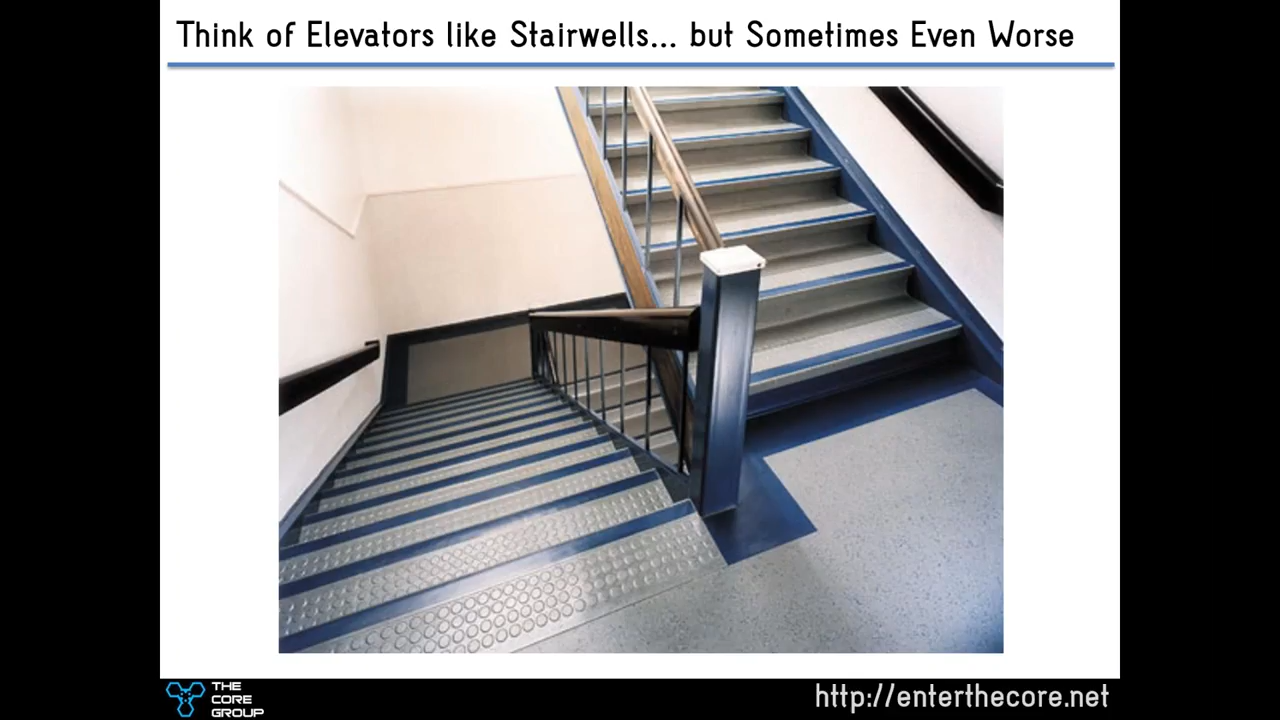 Think of Elevators like Stairwells... but Sometimes Even Worse
THE
CORE
GROUP
http://enterthecore.net